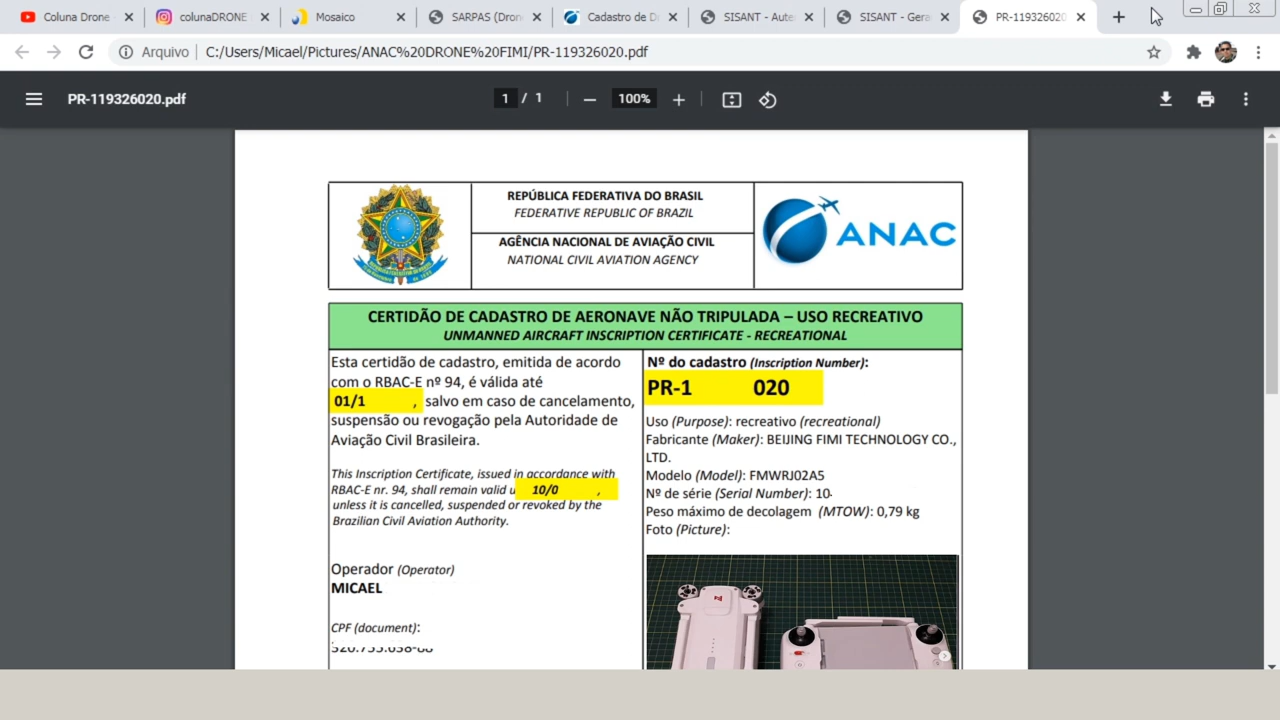 Coluna Drone
colunaDRONE
Mosaico
SARPAS (Dron
Cadastro de D
SISANT - Aute
SISANT - Gera
PR-119326020
Arquivo
C:/Users/Micael/Pictures/ANAC%20DRONE%20FIMI/PR-119326020.pdf
PR-119326020.pdf
1 / 1
100%
REPÚBLICA FEDERATIVA DO BRASIL
FEDERATIVE REPUBLIC OF BRAZIL
AGÊNCIA NACIONAL DE AVIAÇÃO CIVIL
NATIONAL CIVIL AVIATION AGENCY
ANAC
CERTIDÃO DE CADASTRO DE AERONAVE NÃO TRIPULADA – USO RECREATIVO
UNMANNED AIRCRAFT INSCRIPTION CERTIFICATE - RECREATIONAL
Esta certidão de cadastro, emitida de acordo
com o RBAC-E nº 94, é válida até
01/1 , salvo em caso de cancelamento,
suspensão ou revogação pela Autoridade de
Aviação Civil Brasileira.
This Inscription Certificate, issued in accordance with
RBAC-E nr. 94, shall remain valid u 10/0 ,
unless it is cancelled, suspended or revoked by the
Brazilian Civil Aviation Authority.
Operador (Operator)
MICAEL
CPF (document):
Nº do cadastro (Inscription Number):
PR-1 020
Uso (Purpose): recreativo (recreational)
Fabricante (Maker): BEIJING FIMI TECHNOLOGY CO.,
LTD.
Modelo (Model): FMWRJ02A5
Nº de série (Serial Number): 10
Peso máximo de decolagem (MTOW): 0,79 kg
Foto (Picture):